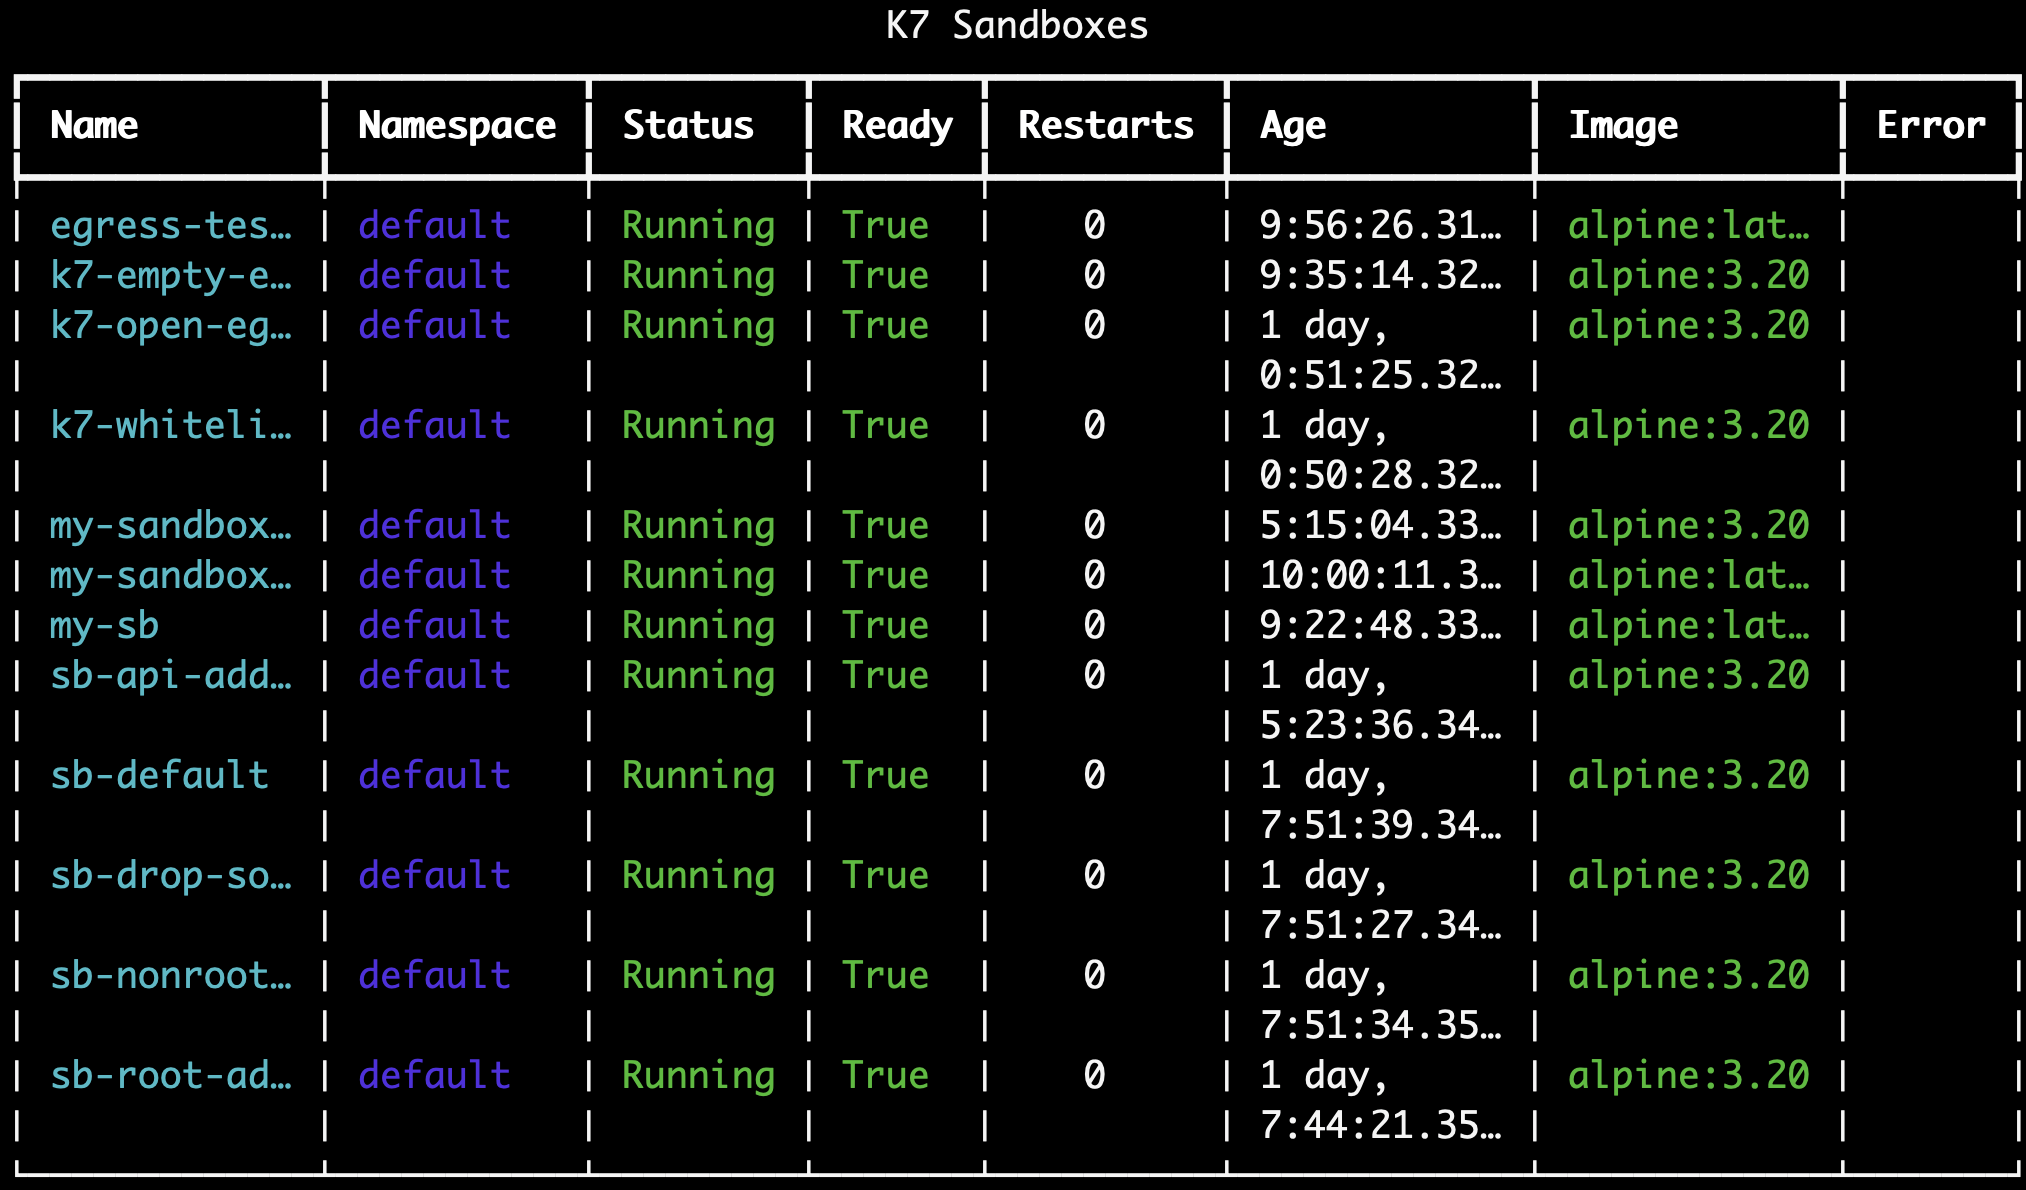 K7 Sandboxes
Name Namespace Status Ready Restarts Age Image Error
egress-tes… default Running True 0 9:56:26.31… alpine:lat…
k7-empty-e… default Running True 0 9:35:14.32… alpine:3.20
k7-open-eg… default Running True 0 1 day, alpine:3.20
0:51:25.32…
k7-whiteli… default Running True 0 1 day, alpine:3.20
0:50:28.32…
my-sandbox… default Running True 0 5:15:04.33… alpine:3.20
my-sandbox… default Running True 0 10:00:11.3… alpine:lat…
my-sb default Running True 0 9:22:48.33… alpine:lat…
sb-api-add… default Running True 0 1 day, alpine:3.20
5:23:36.34…
sb-default default Running True 0 1 day, alpine:3.20
7:51:39.34…
sb-drop-so… default Running True 0 1 day, alpine:3.20
7:51:27.34…
sb-nonroot… default Running True 0 1 day, alpine:3.20
7:51:34.35…
sb-root-ad… default Running True 0 1 day, alpine:3.20
7:44:21.35…